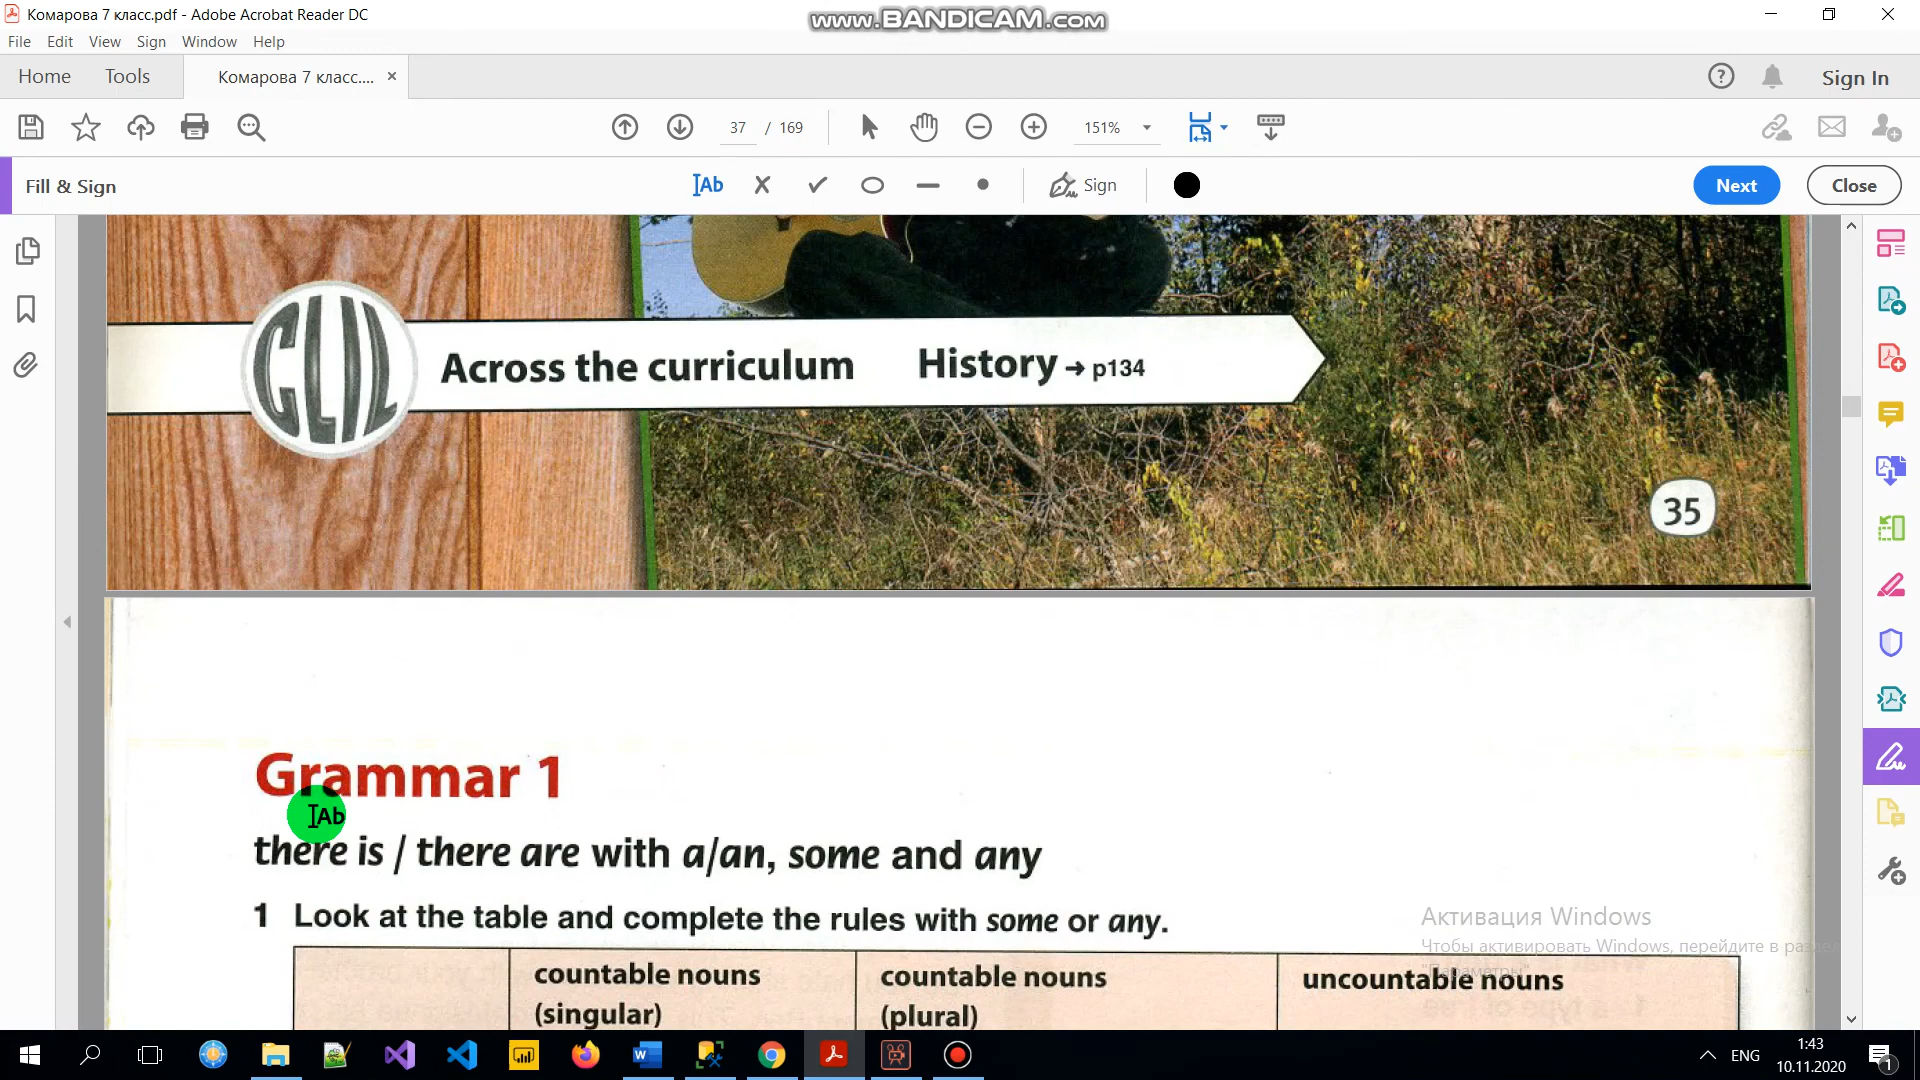 Комарова 7 класс.pdf - Adobe Acrobat Reader DC
www.BANDICAM.com
File Edit View Sign Window Help
Home Tools Комарова 7 класс.... × Sign In
37 / 169 151%
Fill & Sign Ab Sign Next Close
CLIL
Across the curriculum History → p134
35
Grammar 1
Ab
there is / there are with a/an, some and any
1 Look at the table and complete the rules with some or any.
countable nouns (singular)
countable nouns (plural)
uncountable nouns
Активация Windows
Чтобы активировать Windows, перейдите в раздел
"Параметры".
ENG
1:43
10.11.2020
1